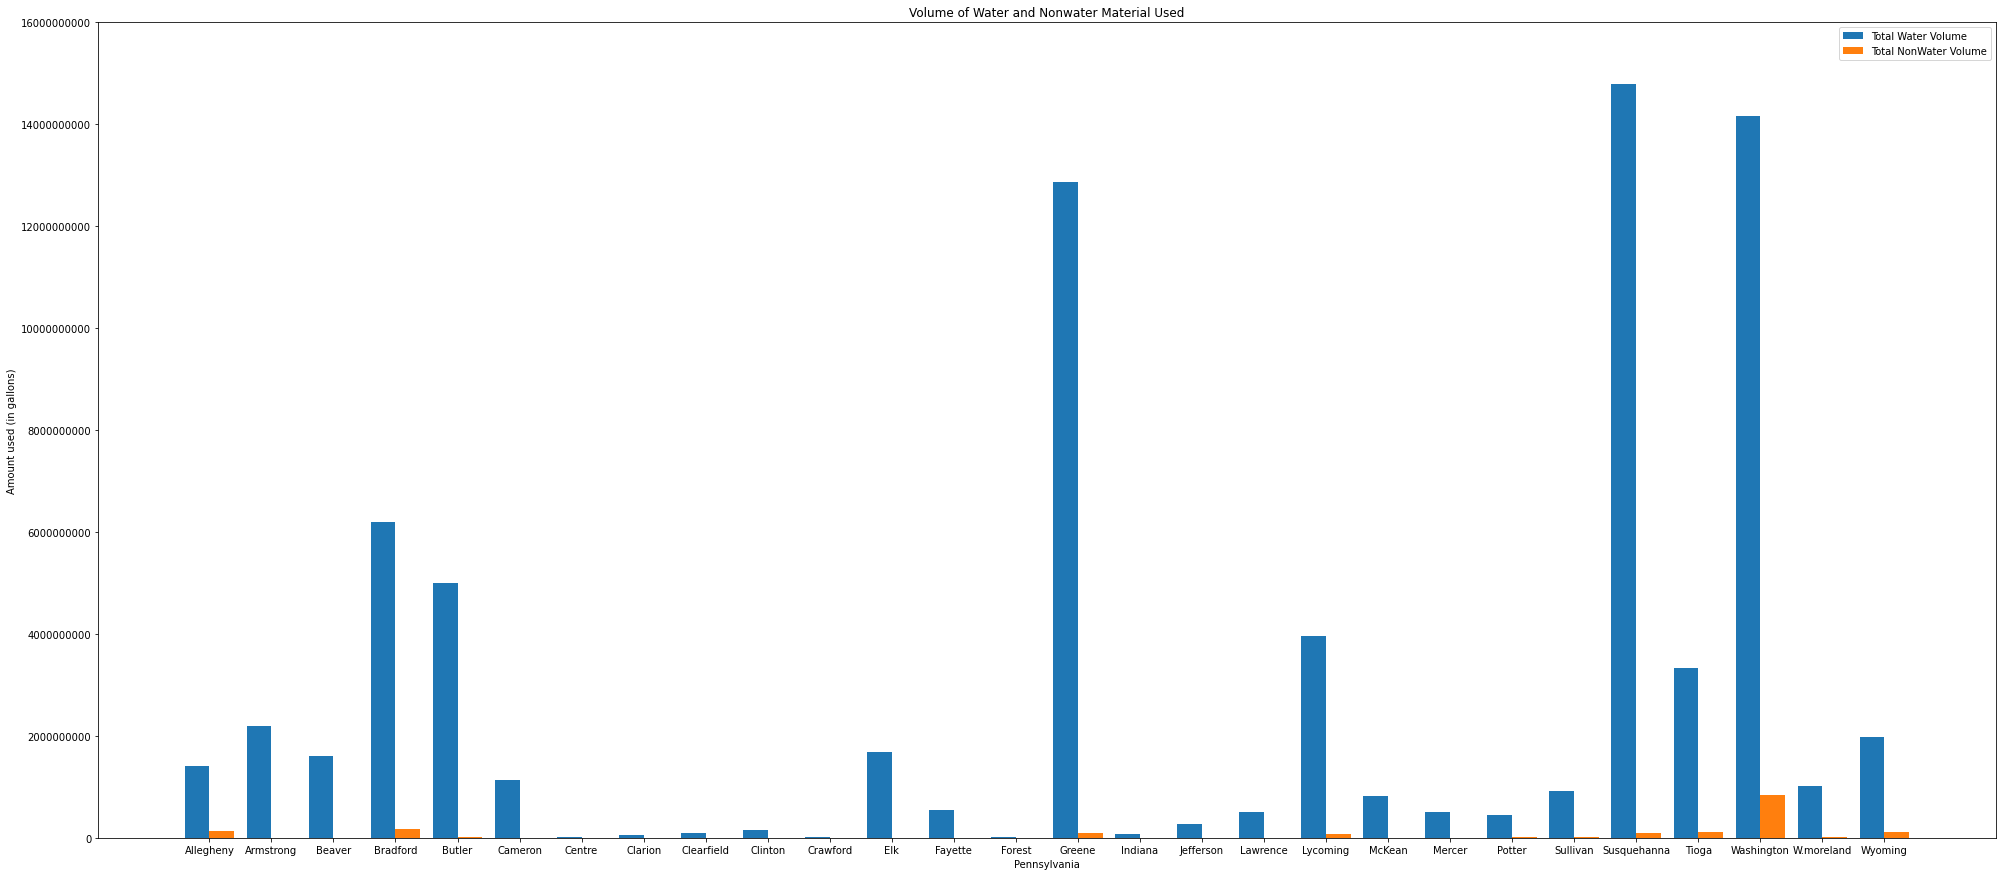 Volume of Water and Nonwater Material Used
Total Water Volume
Total NonWater Volume
Amount used (in gallons)
16000000000
14000000000
12000000000
10000000000
8000000000
6000000000
4000000000
2000000000
0
Allegheny Armstrong Beaver Bradford Butler Cameron Centre Clarion Clearfield Clinton Crawford Elk Fayette Forest Greene Indiana Jefferson Lawrence Lycoming McKean Mercer Potter Sullivan Susquehanna Tioga Washington W.moreland Wyoming
Pennsylvania